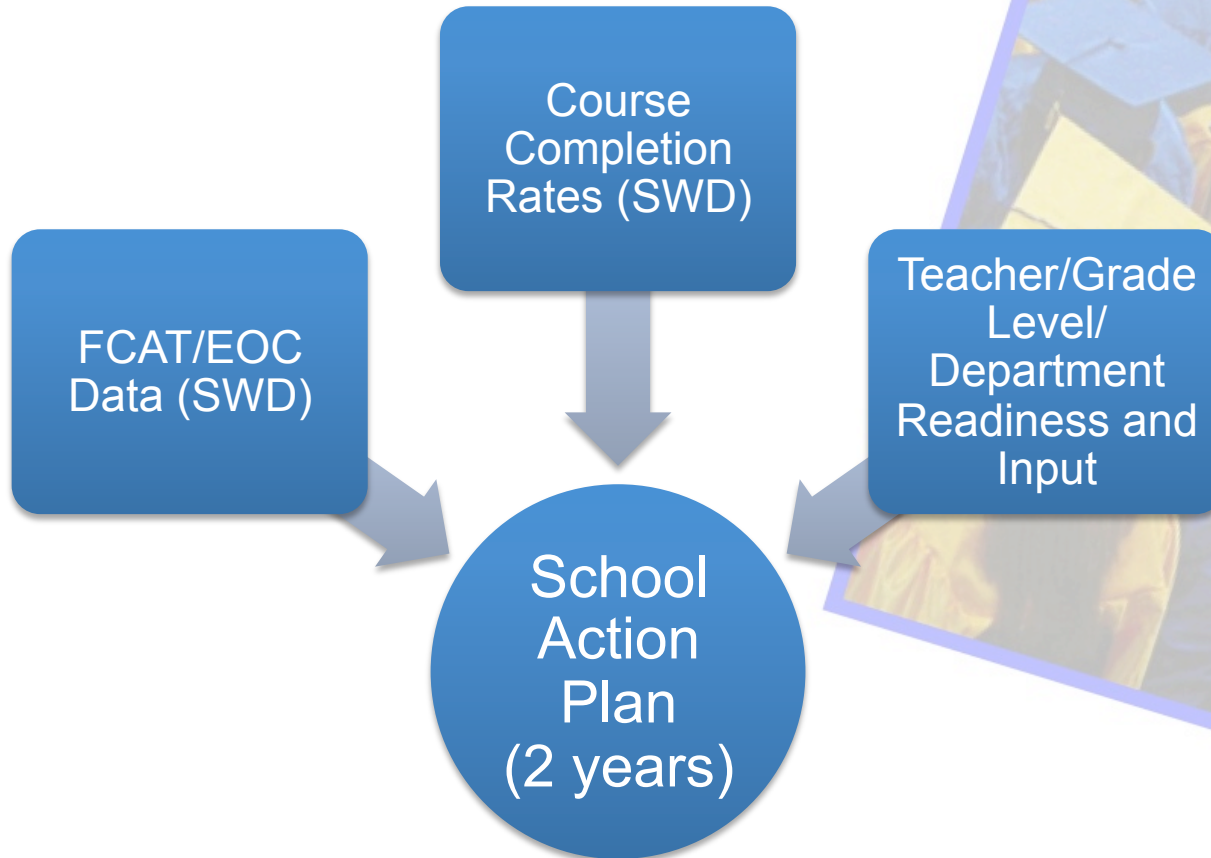 Course
Completion
Rates (SWD)
FCAT/EOC
Data (SWD)
Teacher/Grade
Level/
Department
Readiness and
Input
School
Action
Plan
(2 years)